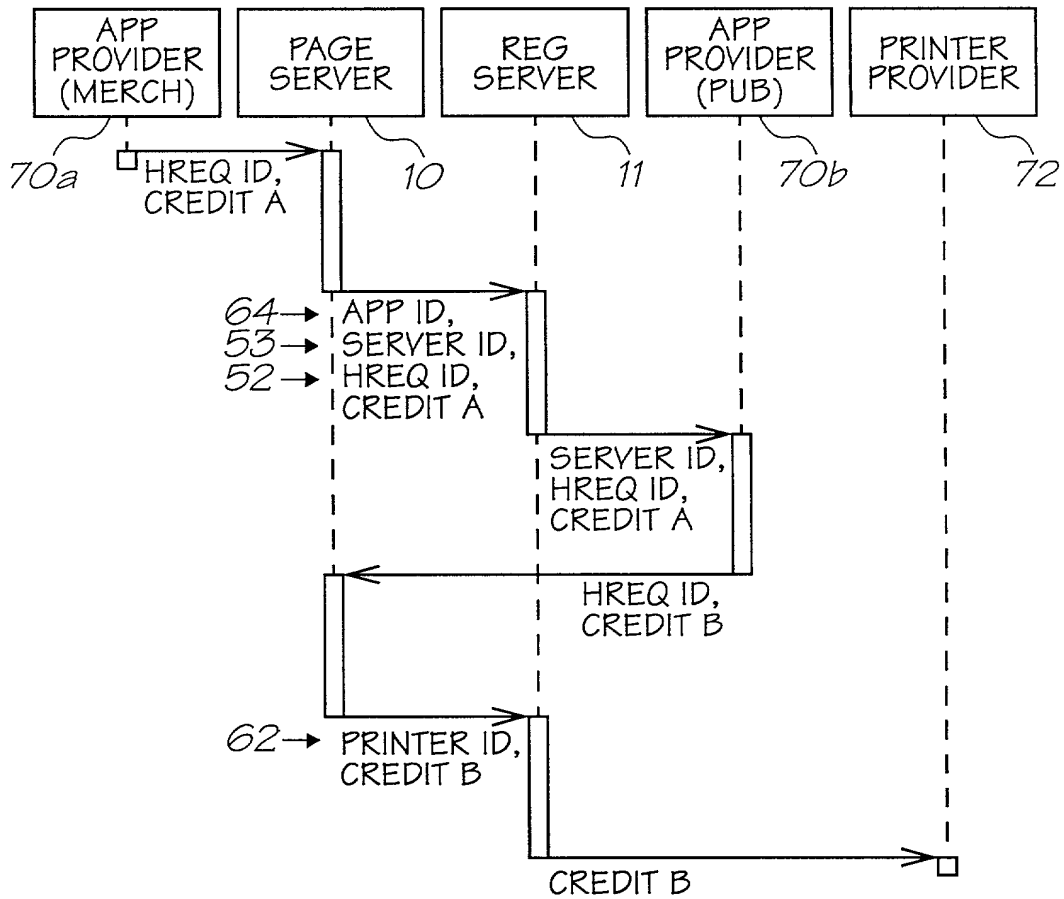 APP
PROVIDER
(MERCH)
PAGE
SERVER
REG
SERVER
APP
PROVIDER
(PUB)
PRINTER
PROVIDER
70a
10
11
70b
72
HREQ ID,
CREDIT A
64
APP ID,
53
SERVER ID,
52
HREQ ID,
CREDIT A
SERVER ID,
HREQ ID,
CREDIT A
HREQ ID,
CREDIT B
62
PRINTER ID,
CREDIT B
CREDIT B